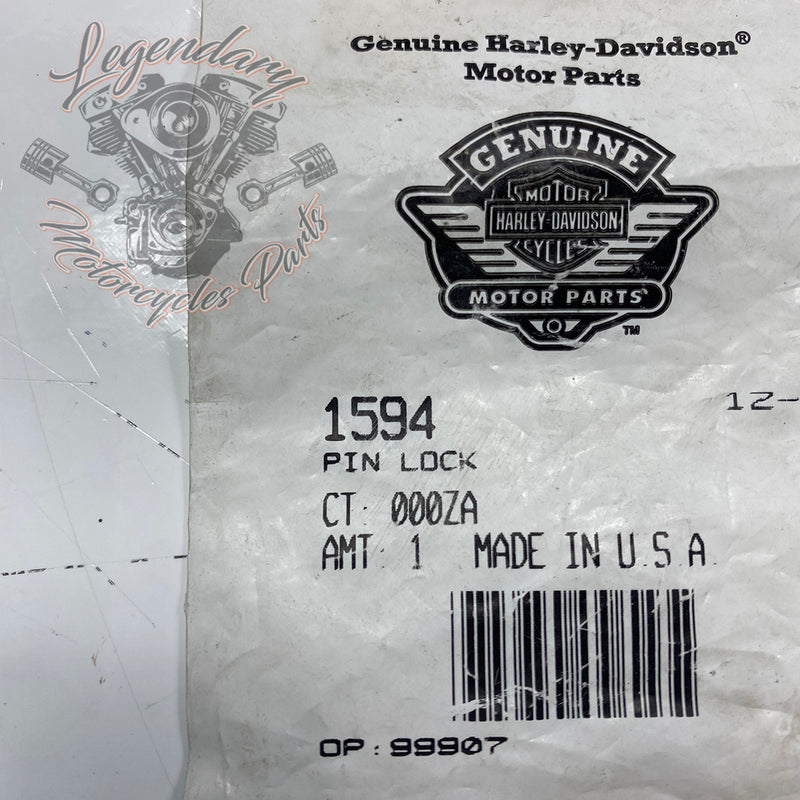 Legendary
Motorcycles Parts
Genuine Harley-Davidson®
Motor Parts
GENUINE
MOTOR
HARLEY-DAVIDSON
CYCLES
MOTOR PARTS
TM
1594
12-
PIN LOCK
CT: 000ZA
AMT: 1 MADE IN U.S.A.
OP: 99907